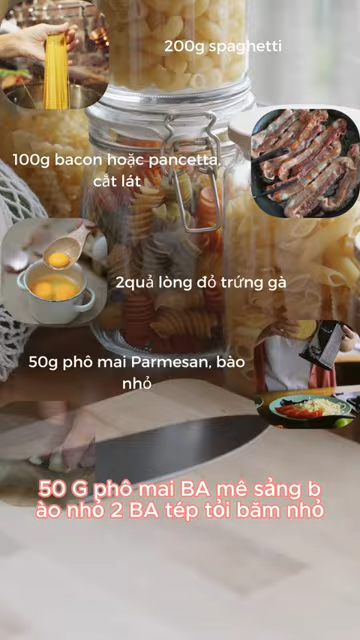 200g spaghetti
100g bacon hoặc pancetta,
cắt lát
2quả lòng đỏ trứng gà
50g phô mai Parmesan, bào
nhỏ
50 G phô mai BA mê sảng b
ào nhỏ 2 BA tép tỏi băm nhỏ